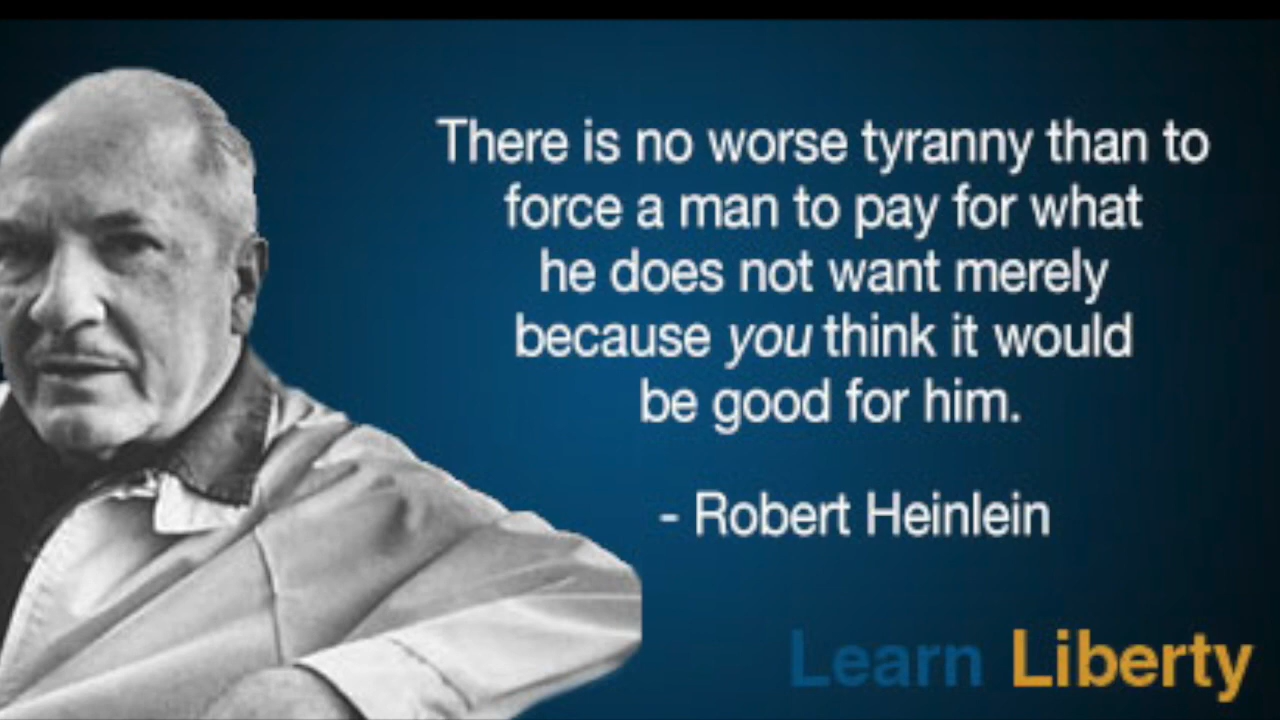 There is no worse tyranny than to
force a man to pay for what
he does not want merely
because you think it would
be good for him.
- Robert Heinlein
Learn Liberty